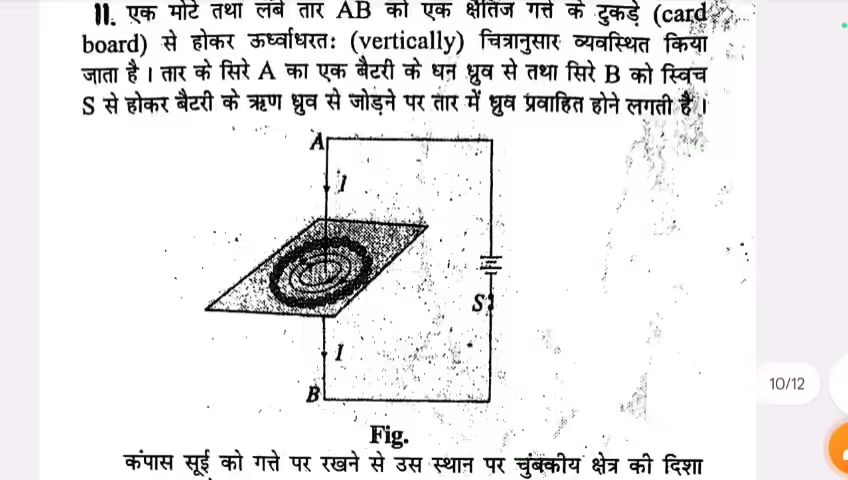 11. एक मोटे तथा लंबे तार AB को एक क्षैतिज गत्ते के टुकड़े (card
board) से होकर ऊर्ध्वाधरतः (vertically) चित्रानुसार व्यवस्थित किया
जाता है। तार के सिरे A का एक बैटरी के धन ध्रुव से तथा सिरे B को स्विच
S से होकर बैटरी के ऋण ध्रुव से जोड़ने पर तार में ध्रुव प्रवाहित होने लगती है।
A
I
S
I
10/12
B
Fig.
कंपास सूई को गत्ते पर रखने से उस स्थान पर चुंबकीय क्षेत्र की दिशा